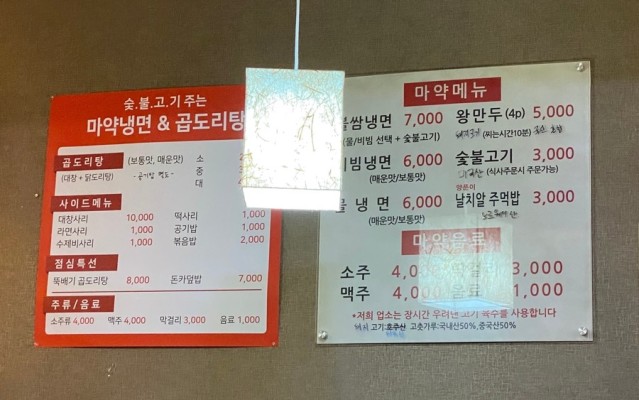 숯.불.고.기 주는
마약냉면 & 곱도리탕
곱도리탕 (보통맛, 매운맛) 소
(대창 + 닭도리탕) 중
대
사이드메뉴
대창사리 10,000 떡사리 1,000
라면사리 1,000 공기밥 1,000
수제비사리 1,000 볶음밥 2,000
점심특선
뚝배기 곱도리탕 8,000 돈카덮밥 7,000
주류/음료
소주류 4,000 맥주 4,000 막걸리 3,000 음료 1,000
마약메뉴
쌈냉면 7,000 왕만두 (4p) 5,000
(물/비빔 선택 + 숯불고기) (찌는시간10분)
비빔냉면 6,000 숯불고기 3,000
(매운맛/보통맛) (식사주문시 주문가능)
물 냉 면 6,000 날치알 주먹밥 3,000
(매운맛/보통맛)
마약음료
소주 4,000 막걸리 3,000
맥주 4,000 음료 1,000
*저희 업소는 장시간 우려낸 고기 육수를 사용합니다
고기:호주산 고춧가루:국내산50%,중국산50%